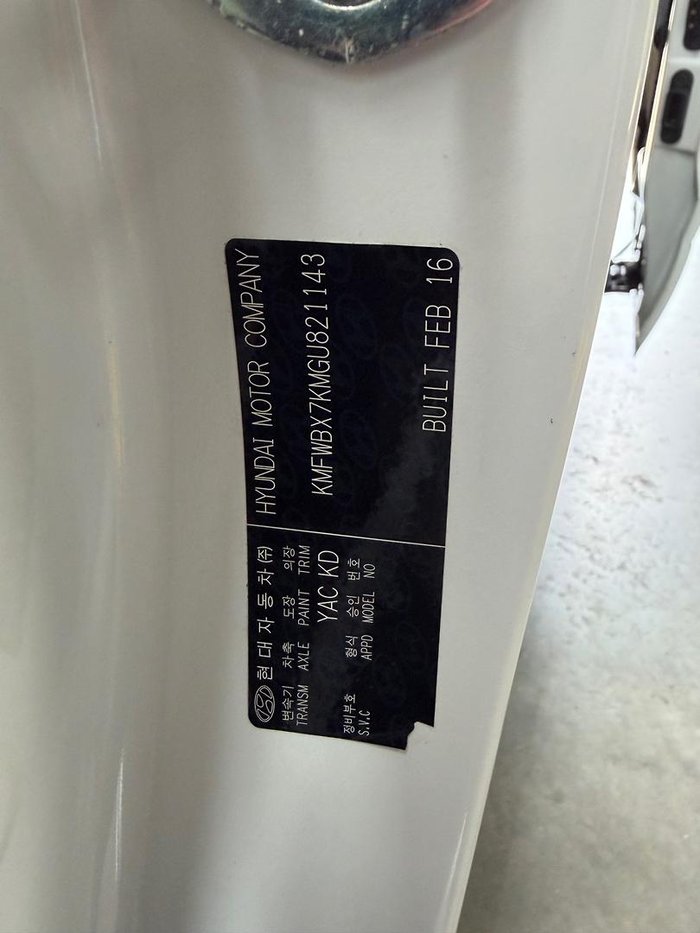 현대자동차(주) HYUNDAI MOTOR COMPANY
변속기 차축 도장 의장
TRANSM AXLE PAINT TRIM
YAC KD
KMFWBX7KMGU821143
정비부호 형식 승인 번호
S.V.C APPD MODEL NO
BUILT FEB 16